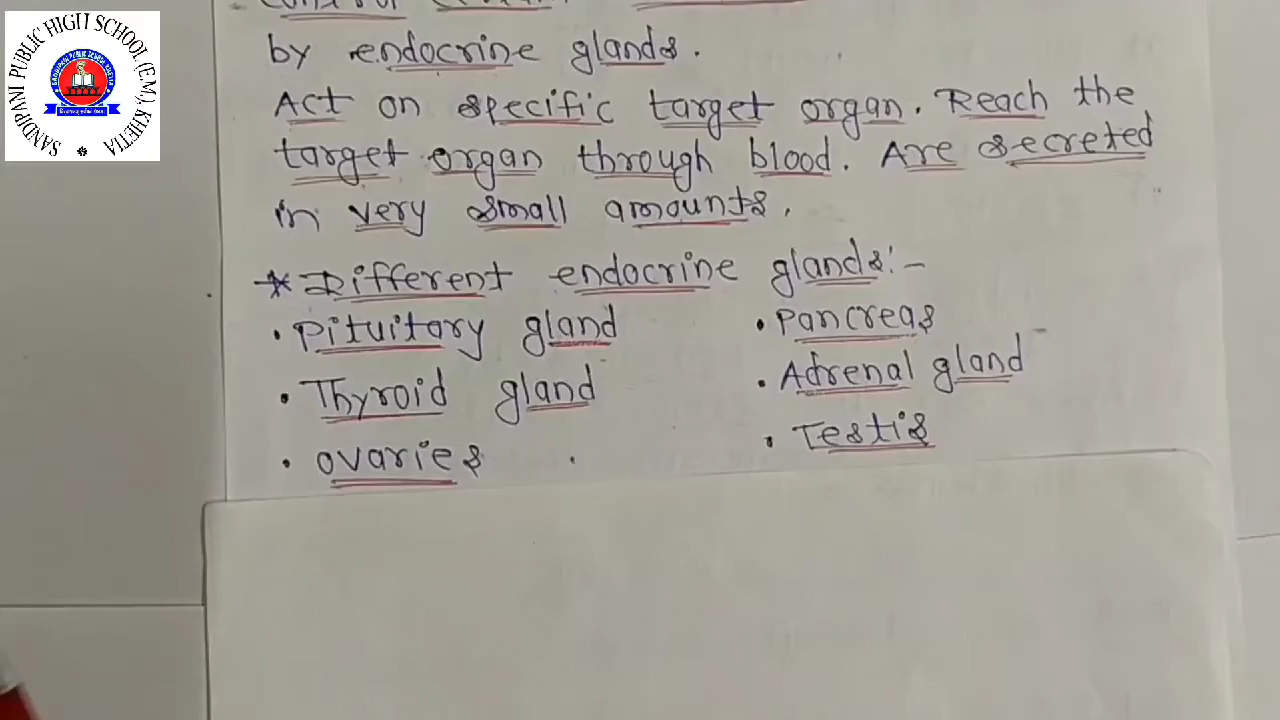 by endocrine glands.
Act on specific target organ. Reach the
target organ through blood. Are secreted
in very small amounts.
* Different endocrine glands:-
• Pituitary gland
• Pancreas
• Thyroid gland
• Adrenal gland
• ovaries
• Testis
SANDIPANI PUBLIC HIGH SCHOOL (E.M), KHETIA